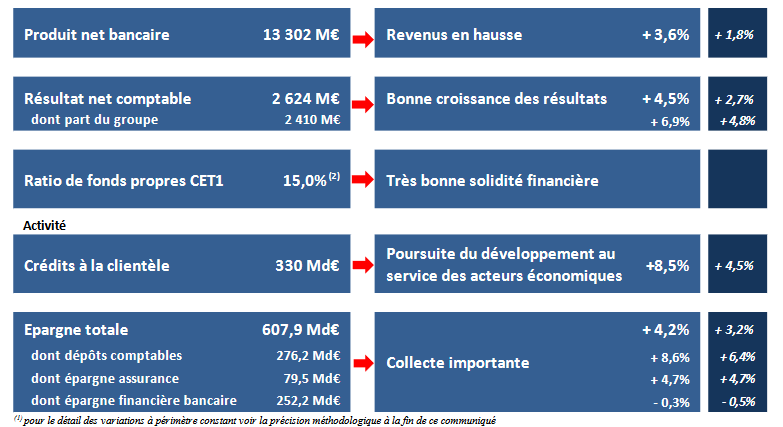 Produit net bancaire 13 302 M€ Revenus en hausse + 3,6% + 1,8%
Résultat net comptable 2 624 M€ Bonne croissance des résultats + 4,5% + 2,7%
dont part du groupe 2 410 M€ + 6,9% + 4,8%
Ratio de fonds propres CET1 15,0% (2) Très bonne solidité financière
Activité
Crédits à la clientèle 330 Md€ Poursuite du développement au
service des acteurs économiques +8,5% + 4,5%
Epargne totale 607,9 Md€ + 4,2% + 3,2%
dont dépôts comptables 276,2 Md€ + 8,6% + 6,4%
dont épargne assurance 79,5 Md€ Collecte importante + 4,7% + 4,7%
dont épargne financière bancaire 252,2 Md€ - 0,3% - 0,5%
(1) pour le détail des variations à périmètre constant voir la précision méthodologique à la fin de ce communiqué